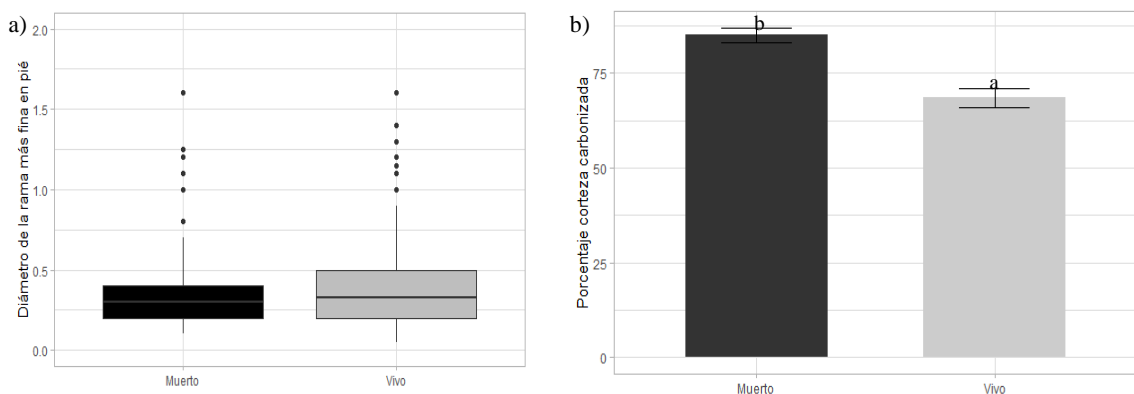 a)
Diámetro de la rama más fina en pié
2.0
1.5
1.0
0.5
0.0
Muerto
Vivo
b)
Porcentaje corteza carbonizada
75
50
25
0
b
a
Muerto
Vivo